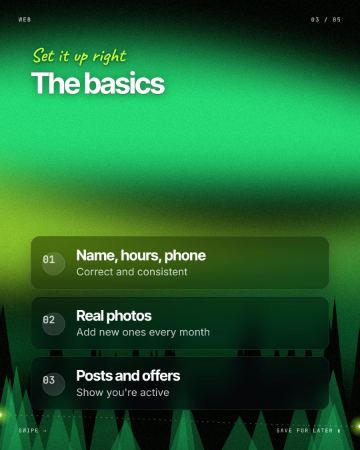 WEB
03 / 05
Set it up right
The basics
01
Name, hours, phone
Correct and consistent
02
Real photos
Add new ones every month
03
Posts and offers
Show you're active
SWIPE →
SAVE FOR LATER